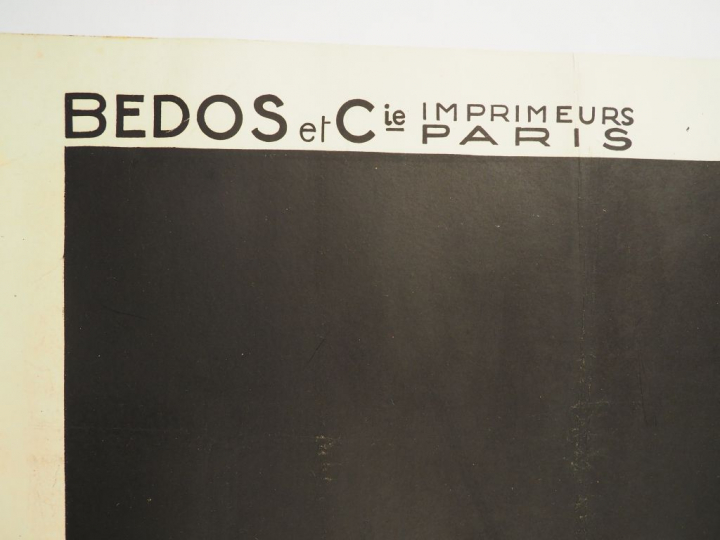 BEDOS et Cie IMPRIMEURS
PARIS